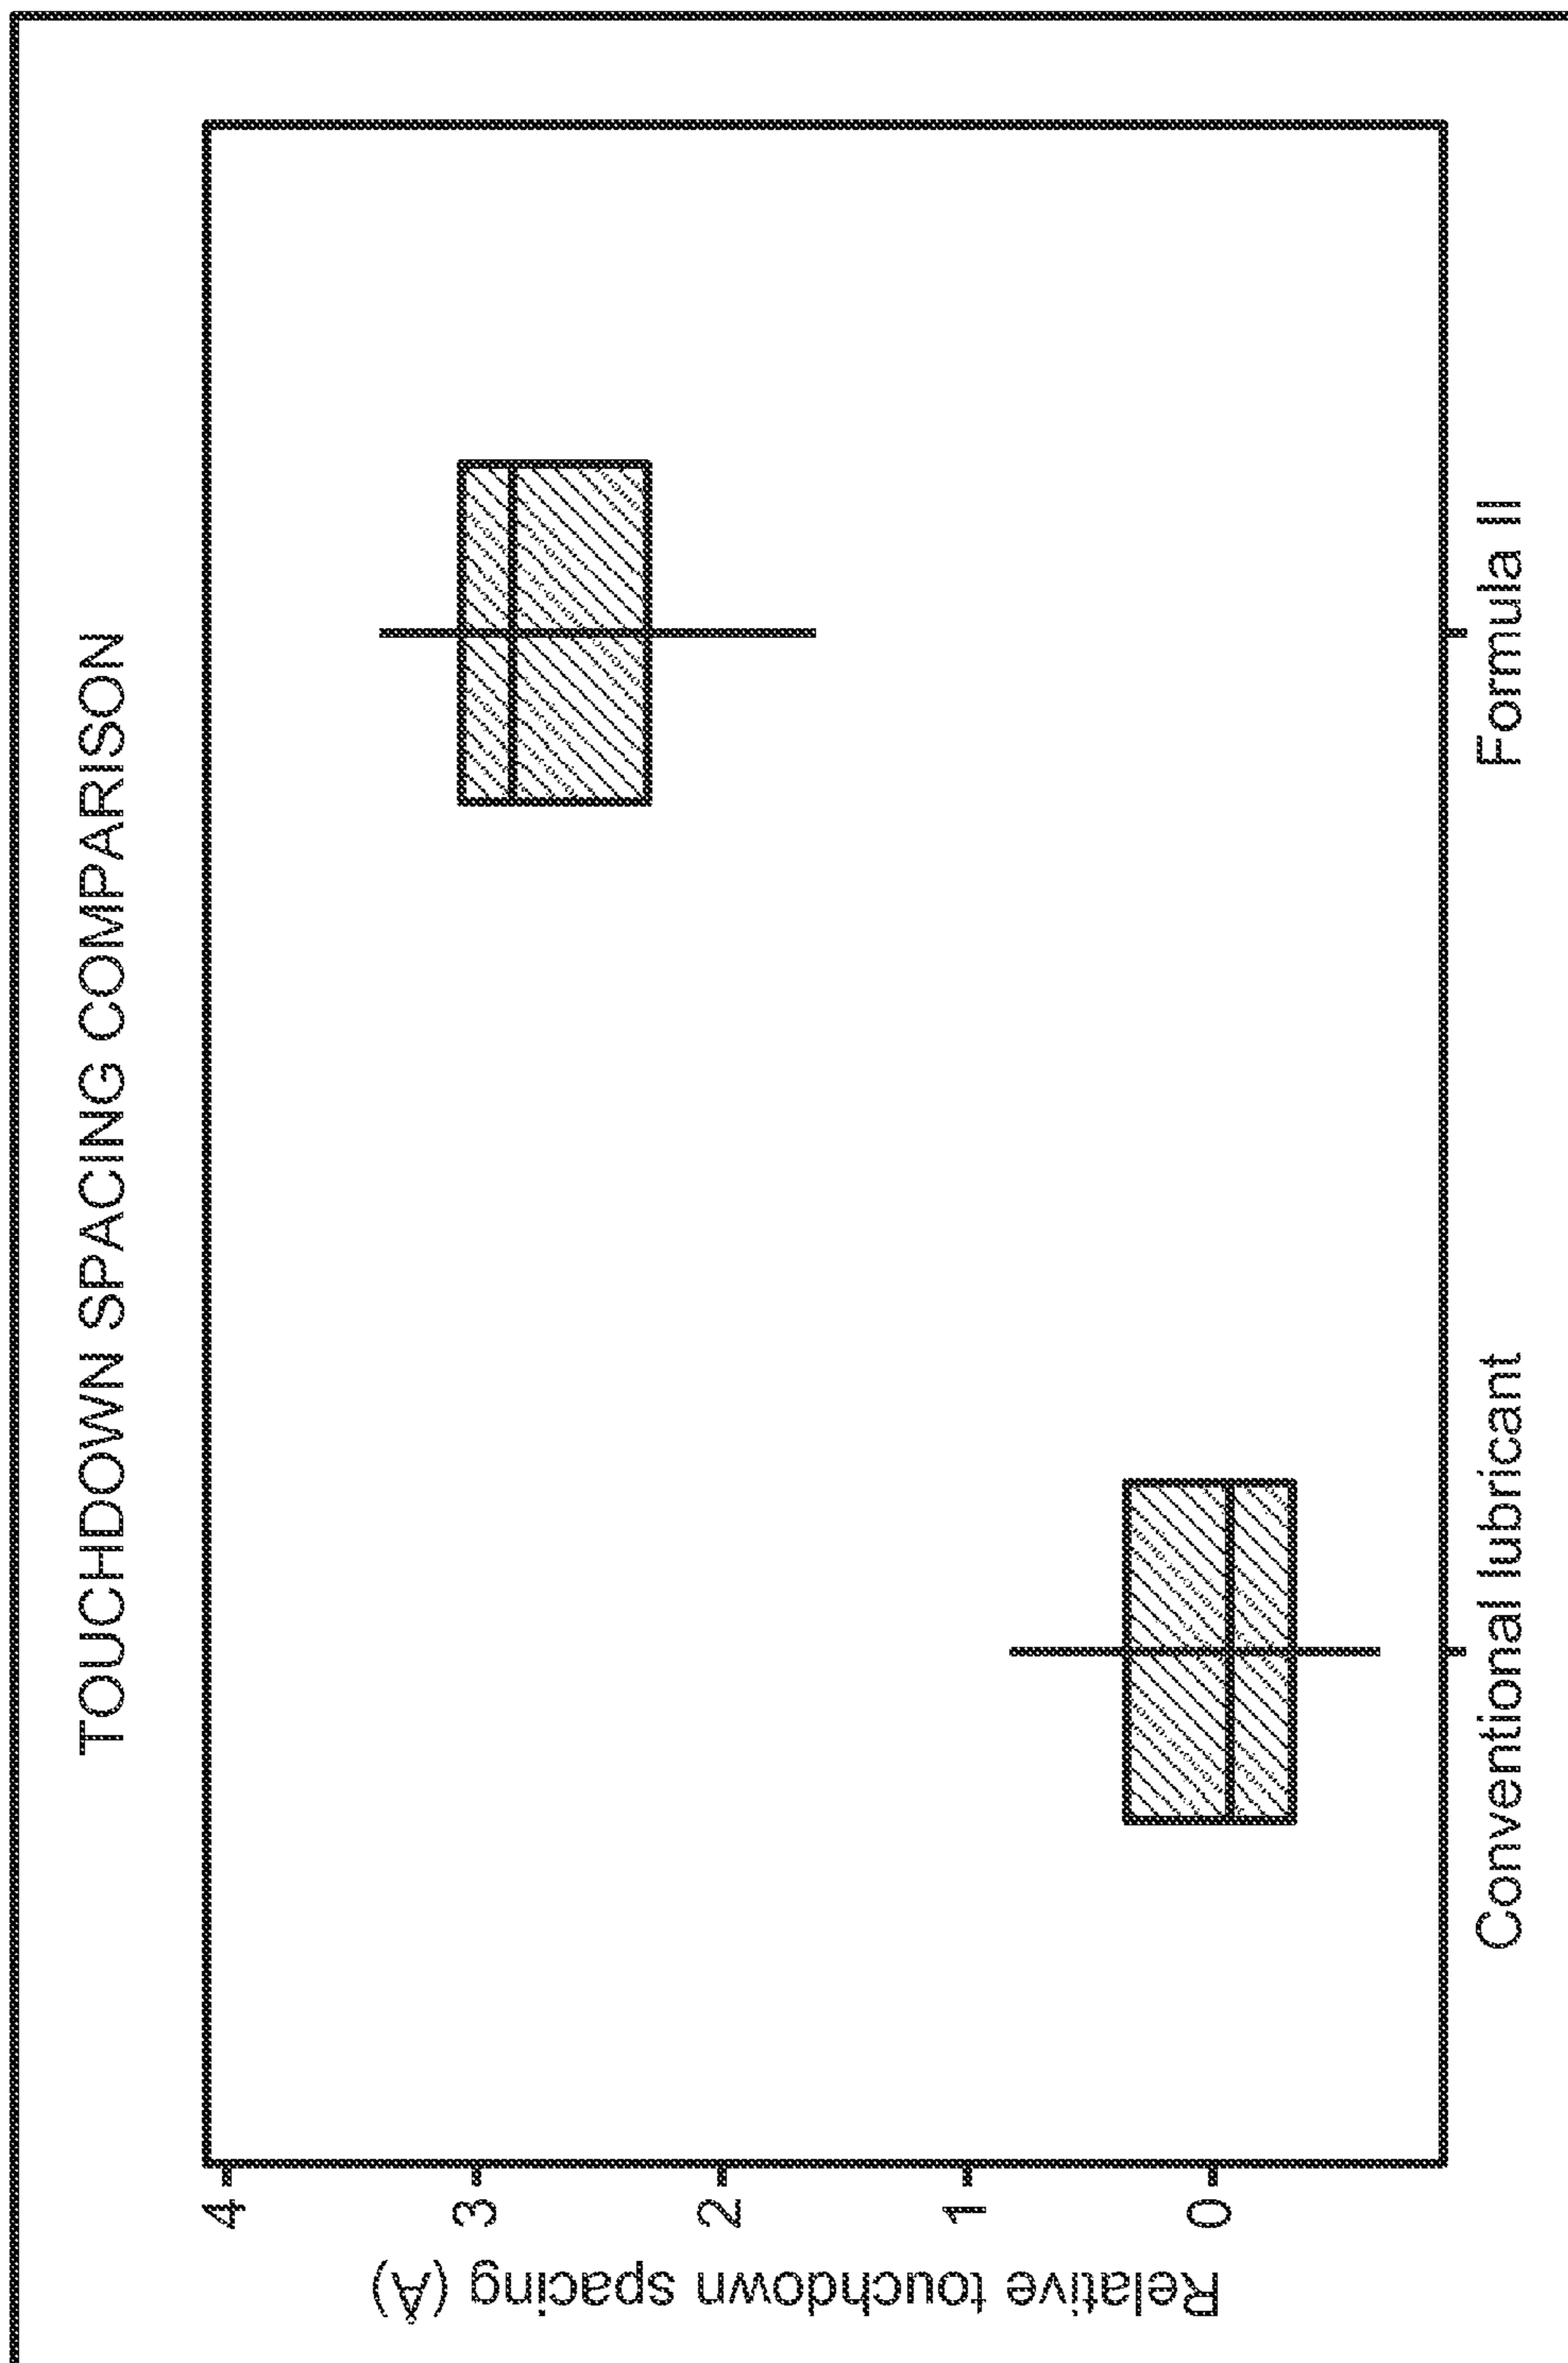 TOUCHDOWN SPACING COMPARISON
Relative touchdown spacing (Å)
4
3
2
1
0
Conventional lubricant
Formula II